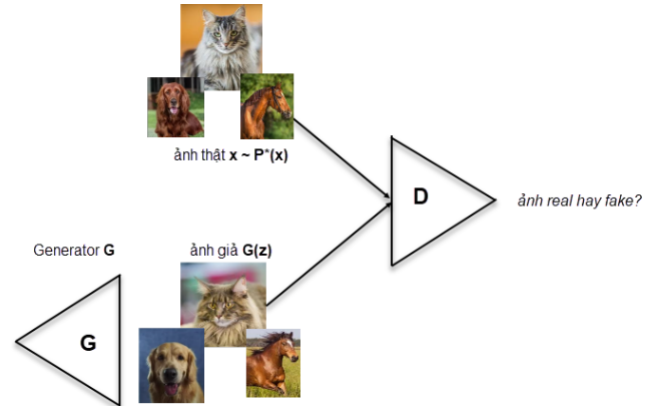 ảnh thật x ~ P*(x)
D
ảnh real hay fake?
Generator G
ảnh giả G(z)
G